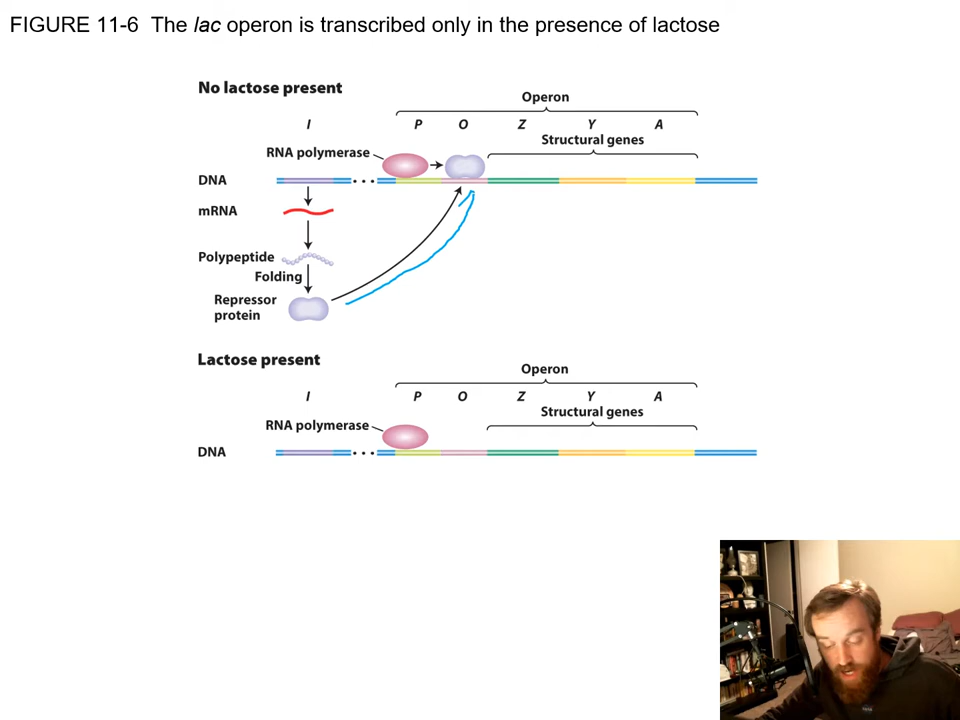 FIGURE 11-6 The lac operon is transcribed only in the presence of lactose
No lactose present
Operon
I P O Z Y A
Structural genes
RNA polymerase
DNA
mRNA
Polypeptide
Folding
Repressor
protein
Lactose present
Operon
I P O Z Y A
Structural genes
RNA polymerase
DNA